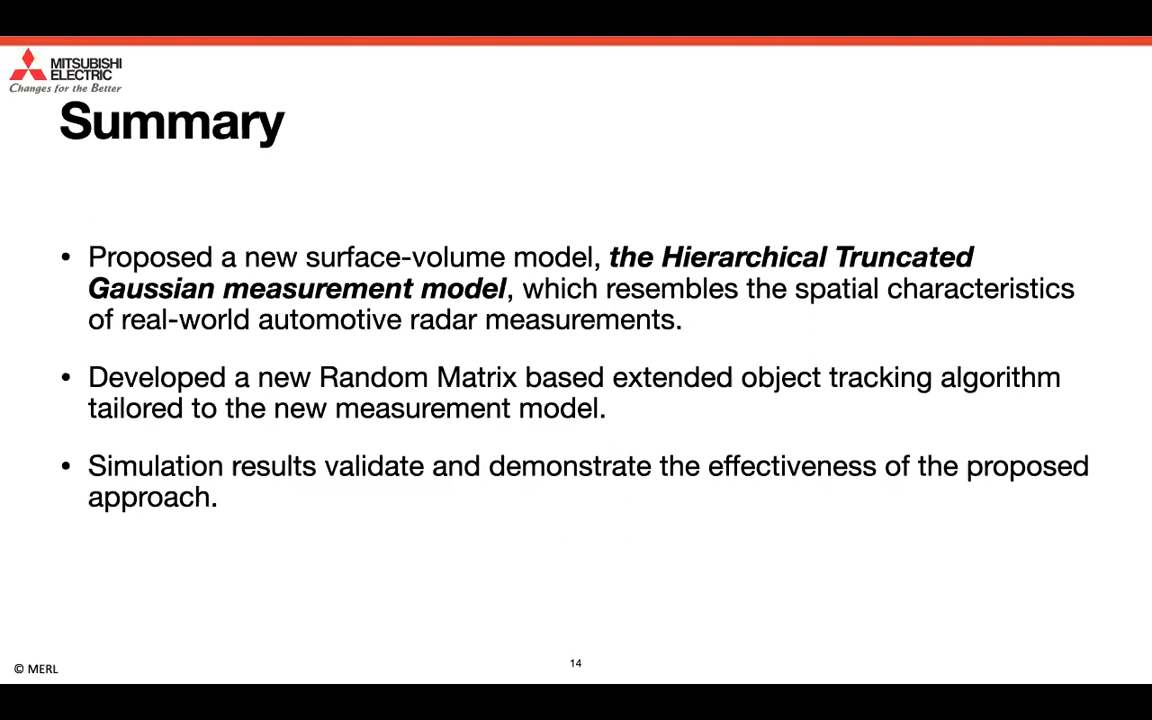 MITSUBISHI
ELECTRIC
Changes for the Better
Summary
• Proposed a new surface-volume model, the Hierarchical Truncated
Gaussian measurement model, which resembles the spatial characteristics
of real-world automotive radar measurements.
• Developed a new Random Matrix based extended object tracking algorithm
tailored to the new measurement model.
• Simulation results validate and demonstrate the effectiveness of the proposed
approach.
© MERL
14